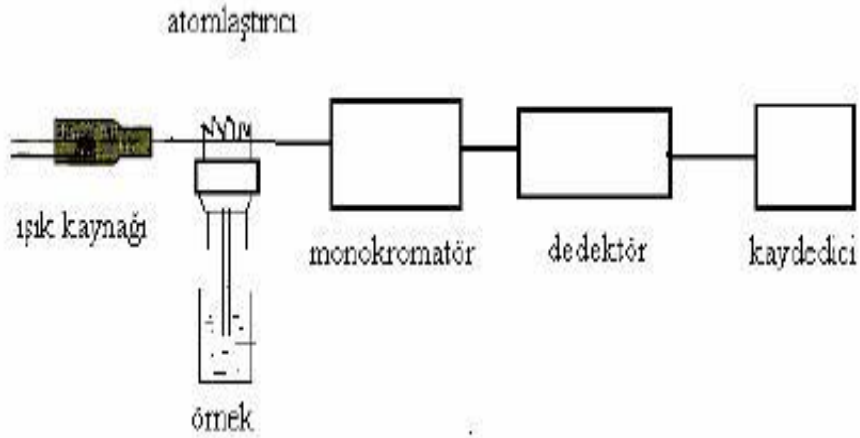 atomlaştırıcı
ışık kaynağı
monokromatör
dedektör
kaydedici
örnek